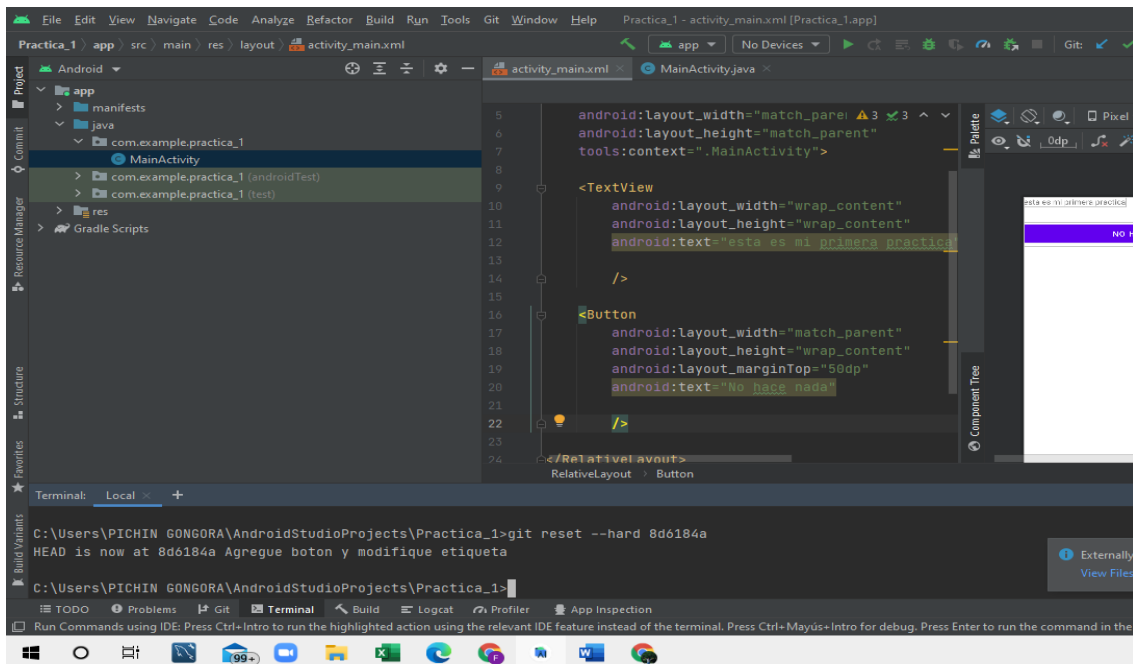 File Edit View Navigate Code Analyze Refactor Build Run Tools Git Window Help Practica_1 - activity_main.xml [Practica_1.app]
Practica_1 app src main res layout activity_main.xml app No Devices Git:
Project Android activity_main.xml MainActivity.java
app
manifests
java
com.example.practica_1
MainActivity
com.example.practica_1 (androidTest)
com.example.practica_1 (test)
res
Gradle Scripts
Commit
Resource Manager
Structure
Favorites
Build Variants
5 android:layout_width="match_parei 3 3
6 android:layout_height="match_parent"
7 tools:context=".MainActivity">
8
9 <TextView
10 android:layout_width="wrap_content"
11 android:layout_height="wrap_content"
12 android:text="esta es mi primera practica"
13
14 />
15
16 <Button
17 android:layout_width="match_parent"
18 android:layout_height="wrap_content"
19 android:layout_marginTop="50dp"
20 android:text="No hace nada"
21
22 />
23
24 </RelativeLayout>
RelativeLayout Button
Palette
Component Tree
Pixel
0dp
esta es mi primera practica
NO H
Terminal: Local +
C:\Users\PICHIN GONGORA\AndroidStudioProjects\Practica_1>git reset --hard 8d6184a
HEAD is now at 8d6184a Agregue boton y modifique etiqueta
C:\Users\PICHIN GONGORA\AndroidStudioProjects\Practica_1>
Externally
View Files
TODO Problems Git Terminal Build Logcat Profiler App Inspection
Run Commands using IDE: Press Ctrl+Intro to run the highlighted action using the relevant IDE feature instead of the terminal. Press Ctrl+Mayús+Intro for debug. Press Enter to run the command in the
99+